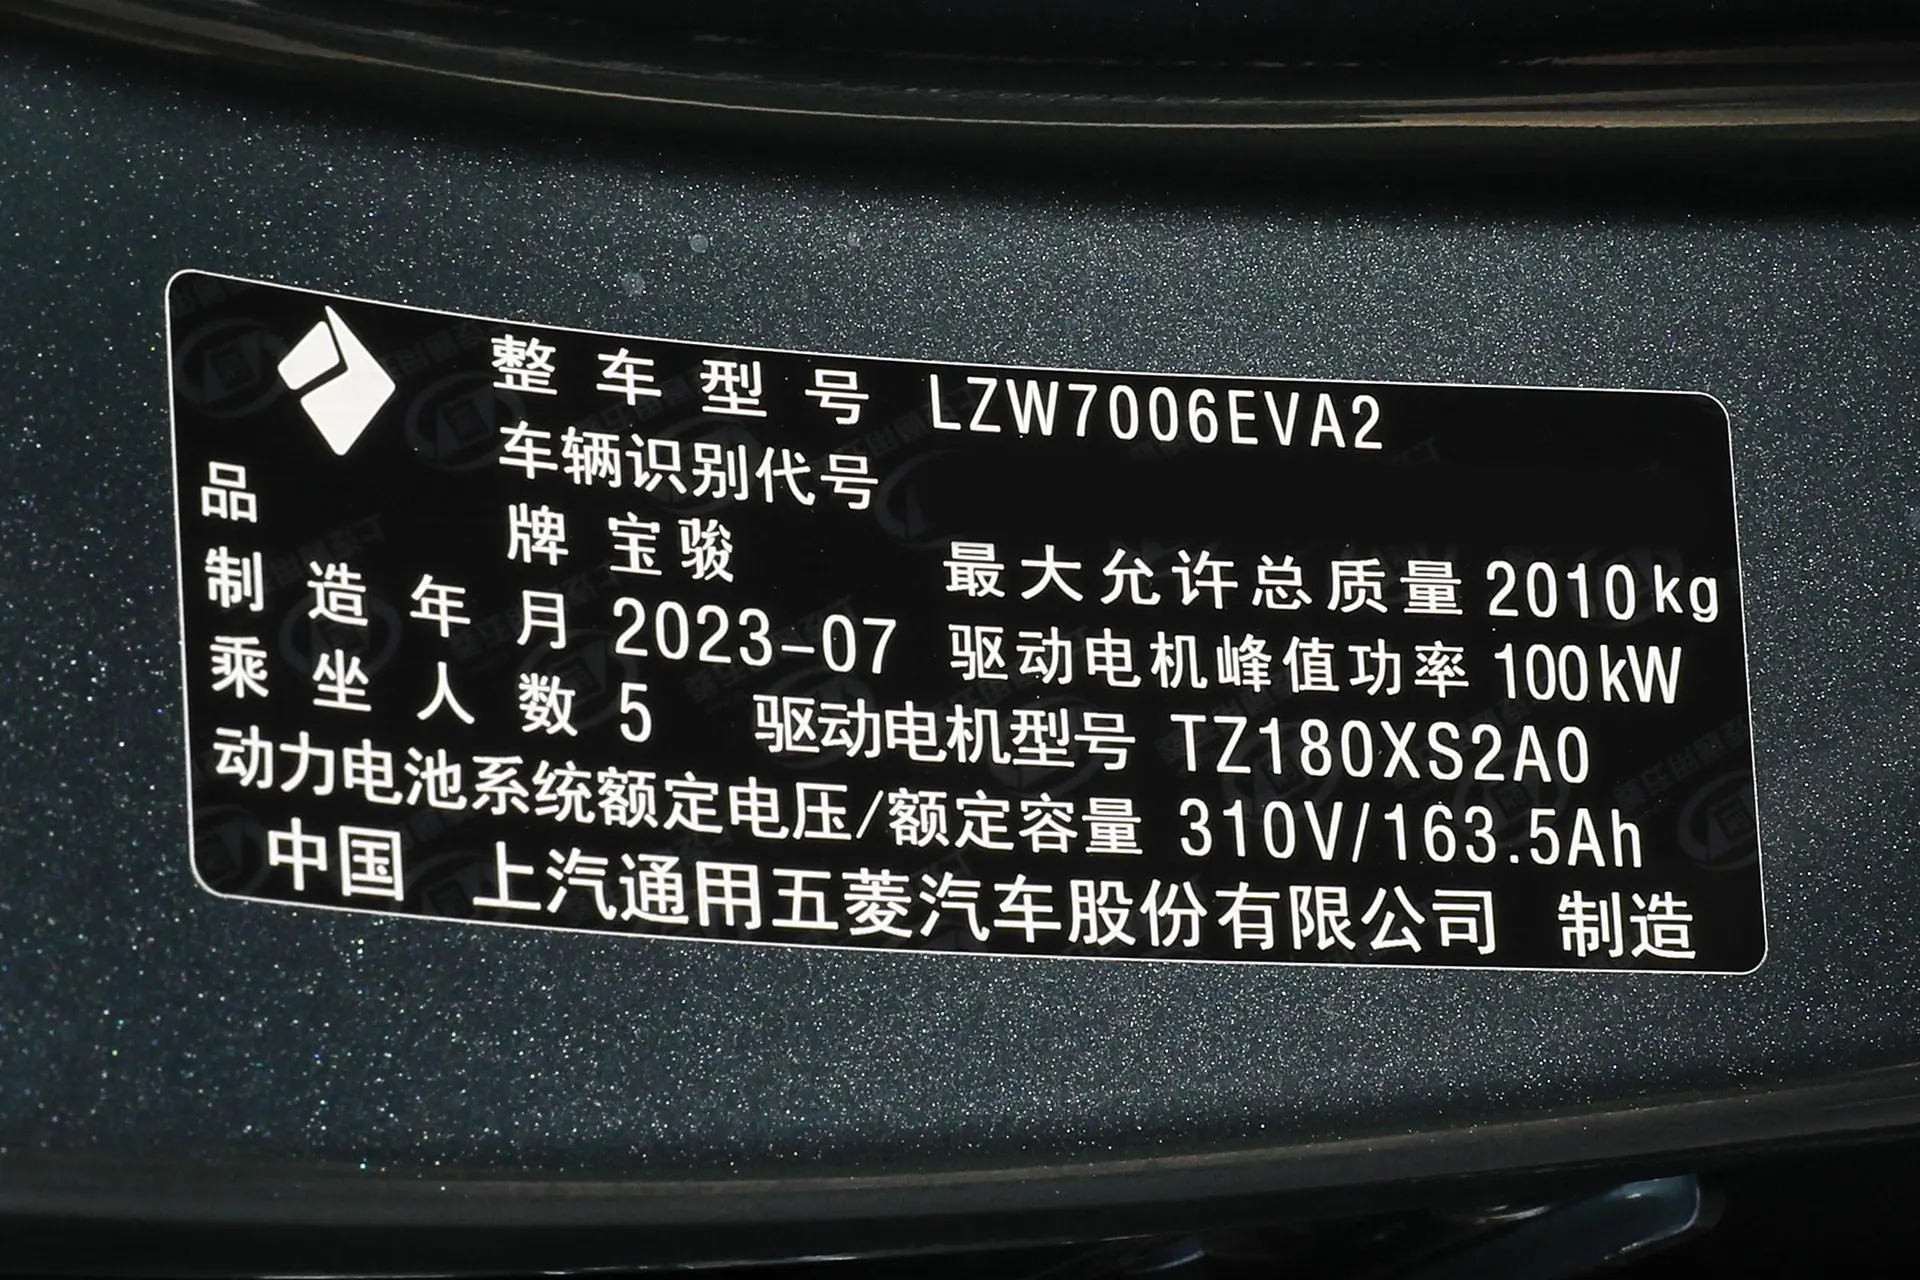 整车型号 LZW7006EVA2
车辆识别代号
品牌 宝骏 最大允许总质量 2010kg
制造年月 2023-07 驱动电机峰值功率 100kW
乘坐人数 5 驱动电机型号 TZ180XS2A0
动力电池系统额定电压/额定容量 310V/163.5Ah
中国 上汽通用五菱汽车股份有限公司 制造